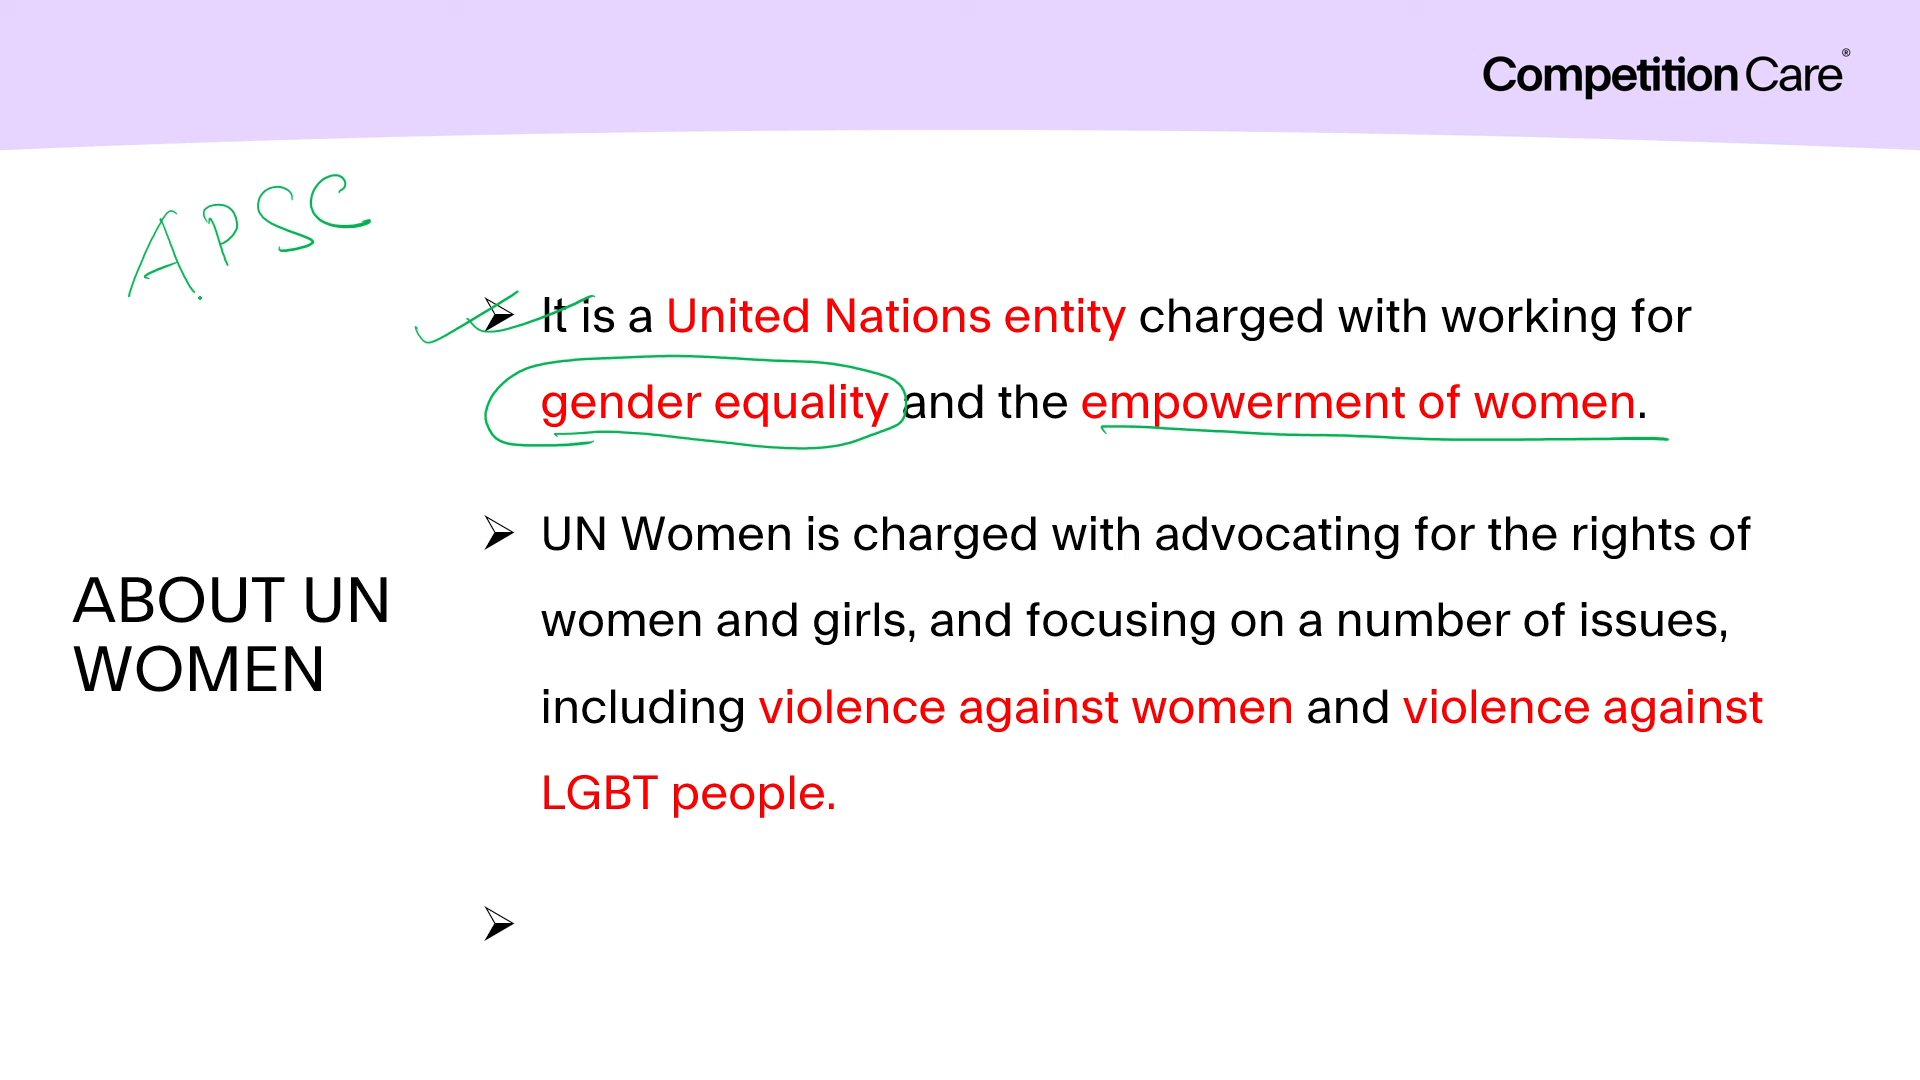 Competition Care®
APSC
➢ It is a United Nations entity charged with working for
gender equality and the empowerment of women.
➢ UN Women is charged with advocating for the rights of
women and girls, and focusing on a number of issues,
including violence against women and violence against
LGBT people.
➢
ABOUT UN
WOMEN